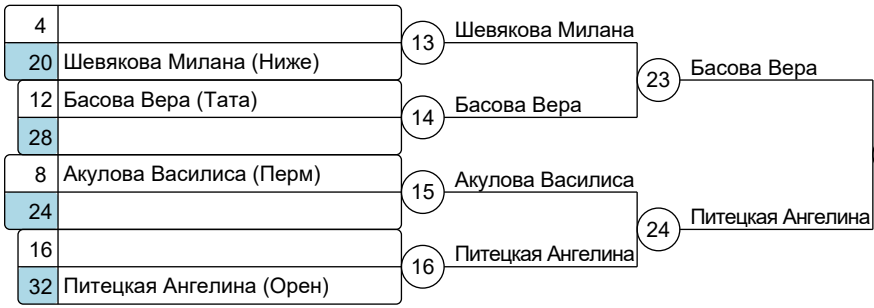 4
20 Шевякова Милана (Ниже)
12 Басова Вера (Тата)
28
8 Акулова Василиса (Перм)
24
16
32 Питецкая Ангелина (Орен)
13
Шевякова Милана
14
Басова Вера
15
Акулова Василиса
16
Питецкая Ангелина
23
Басова Вера
24
Питецкая Ангелина